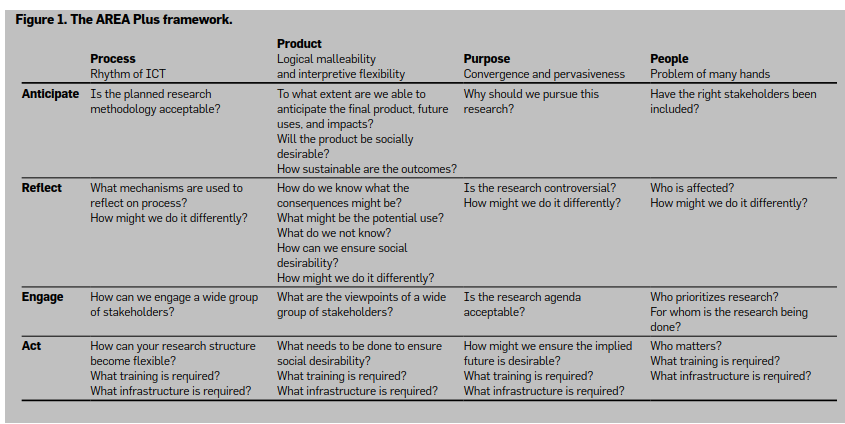 Figure 1. The AREA Plus framework.
Process
Rhythm of ICT
Product
Logical malleability
and interpretive flexibility
Purpose
Convergence and pervasiveness
People
Problem of many hands
Anticipate
Is the planned research
methodology acceptable?
To what extent are we able to
anticipate the final product, future
uses, and impacts?
Will the product be socially
desirable?
How sustainable are the outcomes?
Why should we pursue this
research?
Have the right stakeholders been
included?
Reflect
What mechanisms are used to
reflect on process?
How might we do it differently?
How do we know what the
consequences might be?
What might be the potential use?
What do we not know?
How can we ensure social
desirability?
How might we do it differently?
Is the research controversial?
How might we do it differently?
Who is affected?
How might we do it differently?
Engage
How can we engage a wide group
of stakeholders?
What are the viewpoints of a wide
group of stakeholders?
Is the research agenda
acceptable?
Who prioritizes research?
For whom is the research being
done?
Act
How can your research structure
become flexible?
What training is required?
What infrastructure is required?
What needs to be done to ensure
social desirability?
What training is required?
What infrastructure is required?
How might we ensure the implied
future is desirable?
What training is required?
What infrastructure is required?
Who matters?
What training is required?
What infrastructure is required?